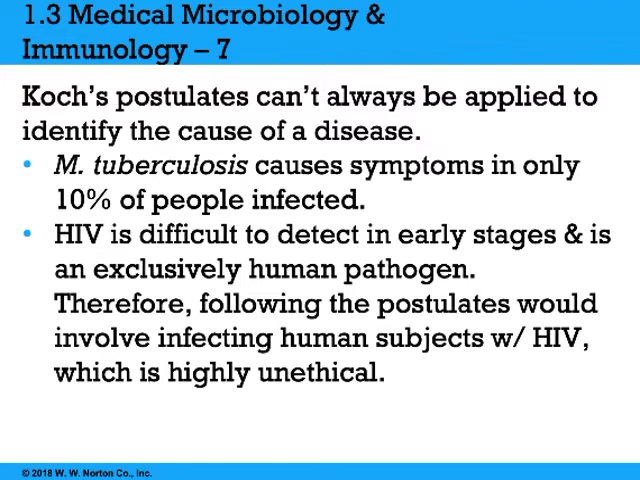 1.3 Medical Microbiology &
Immunology – 7
Koch’s postulates can’t always be applied to
identify the cause of a disease.
• M. tuberculosis causes symptoms in only
10% of people infected.
• HIV is difficult to detect in early stages & is
an exclusively human pathogen.
Therefore, following the postulates would
involve infecting human subjects w/ HIV,
which is highly unethical.
© 2018 W. W. Norton Co., Inc.